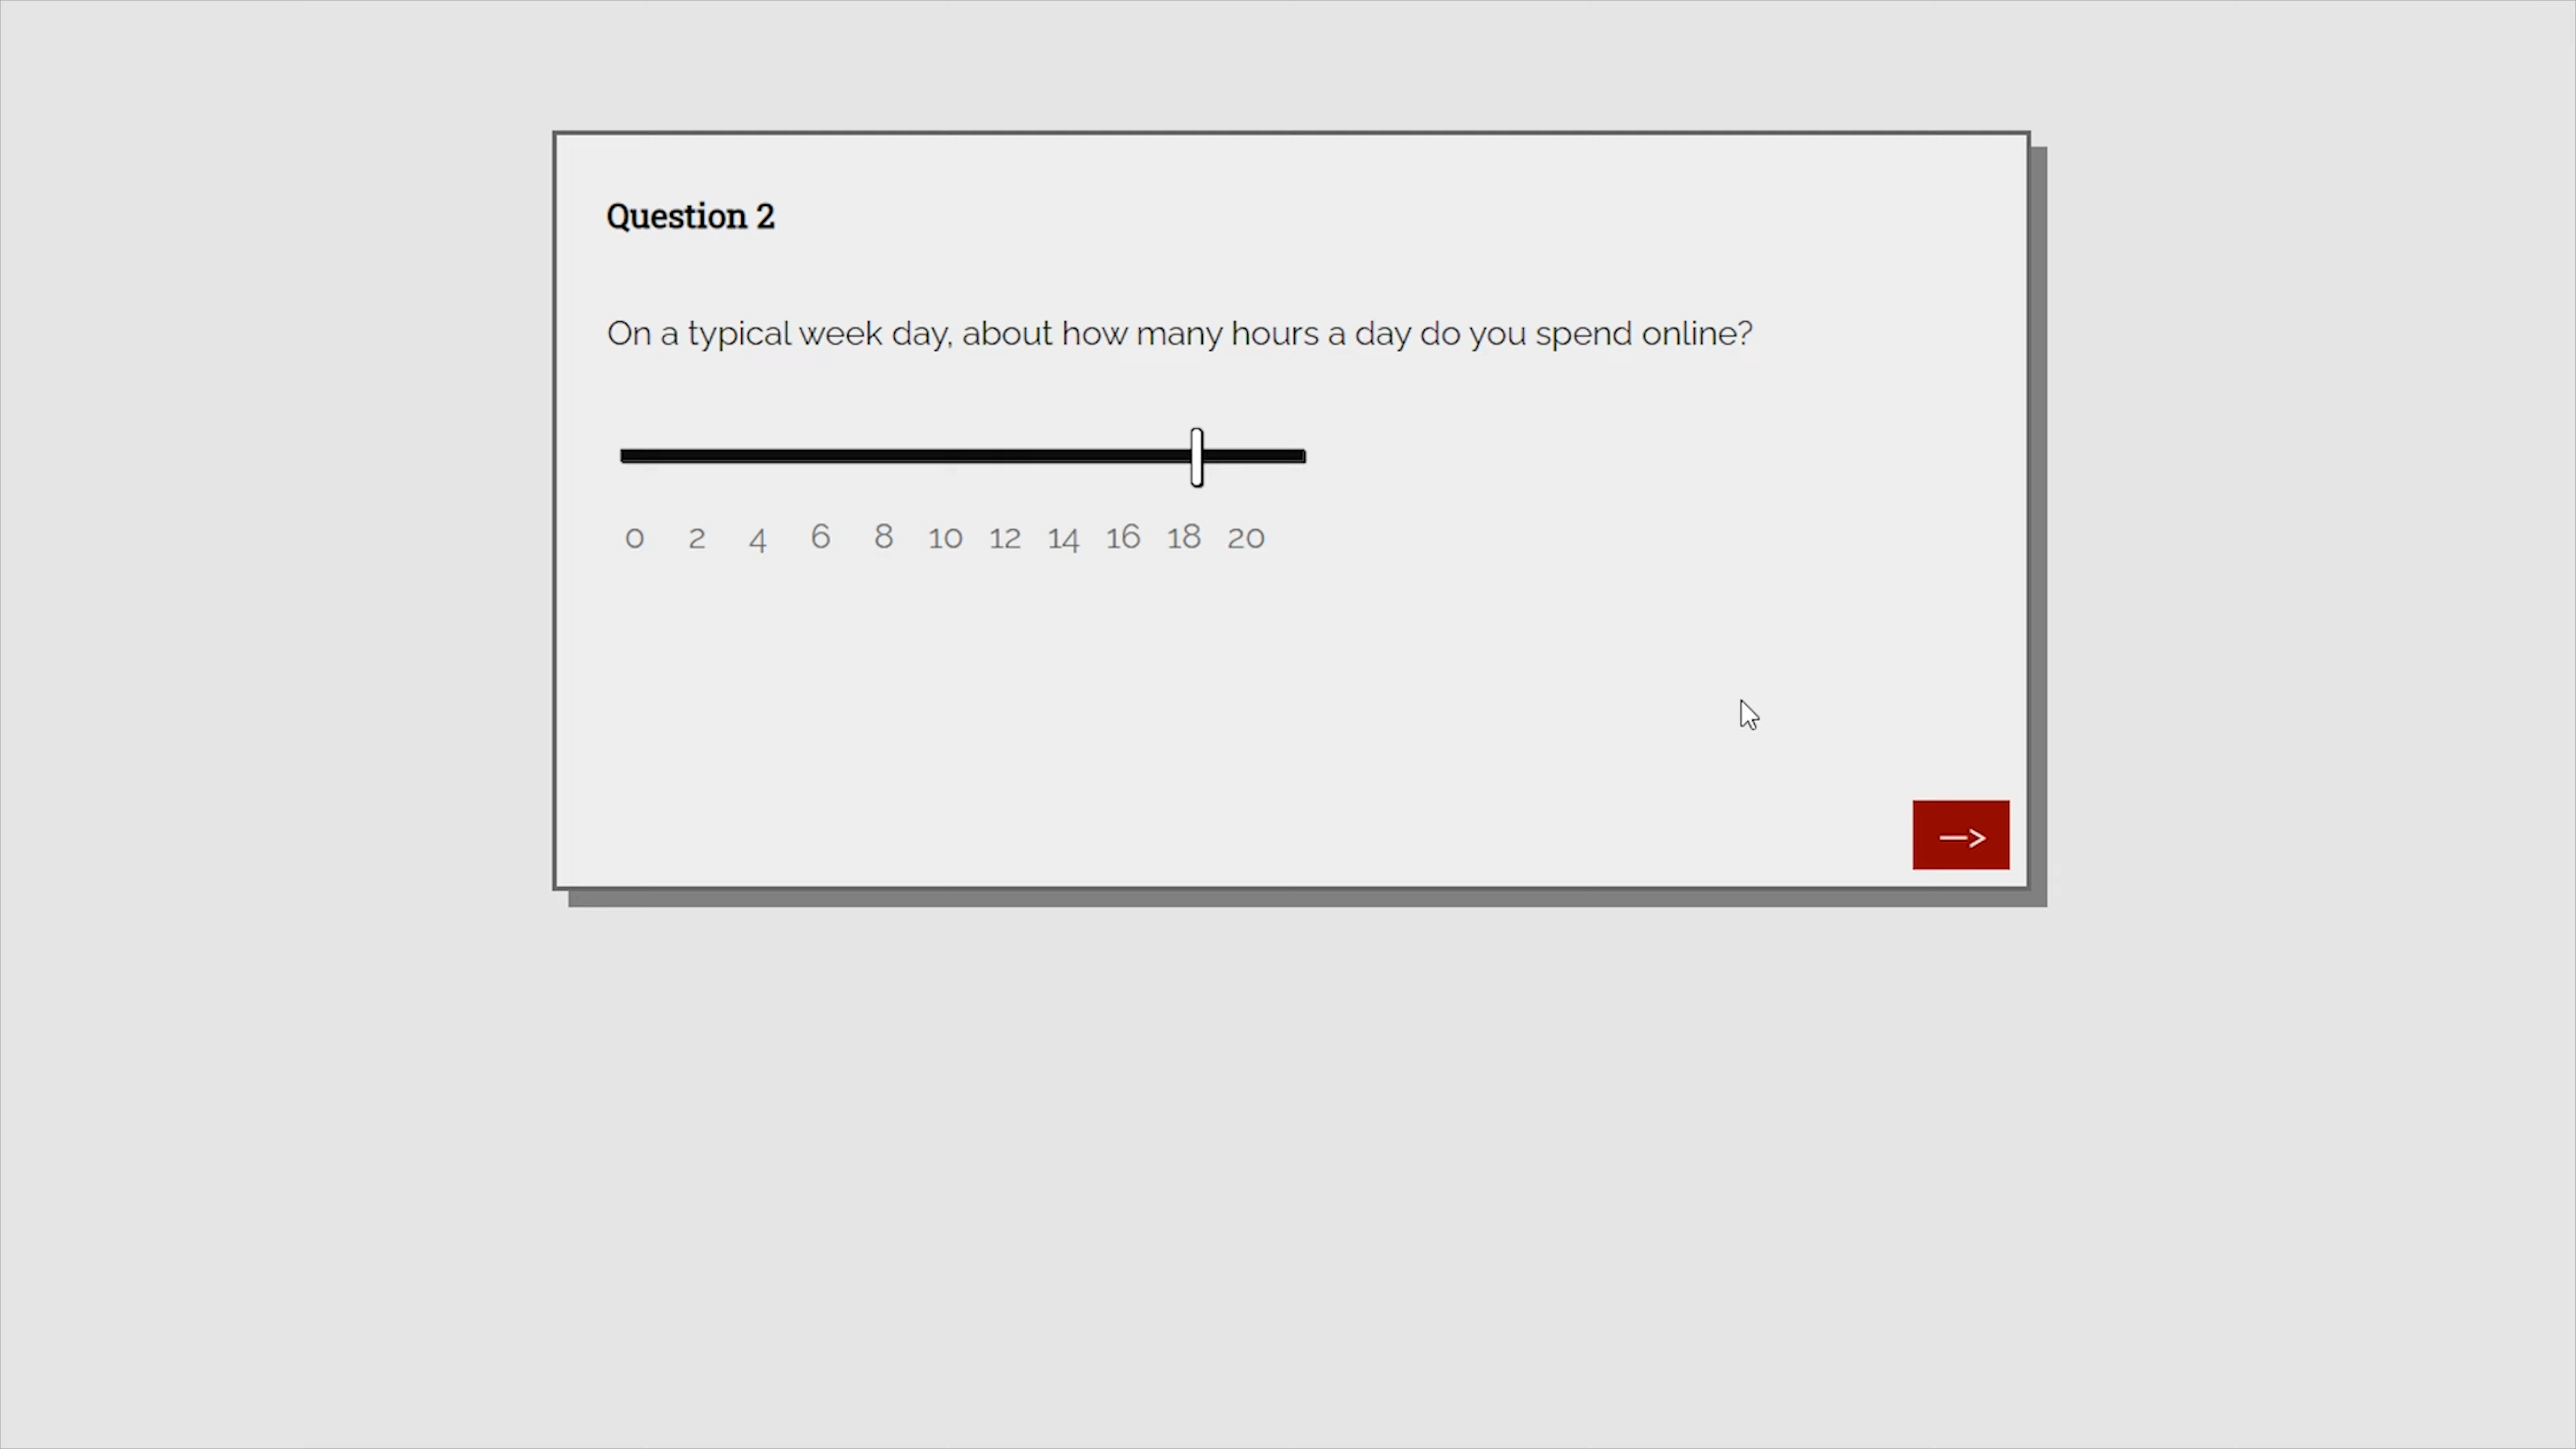 Question 2
On a typical week day, about how many hours a day do you spend online?
0 2 4 6 8 10 12 14 16 18 20
—>